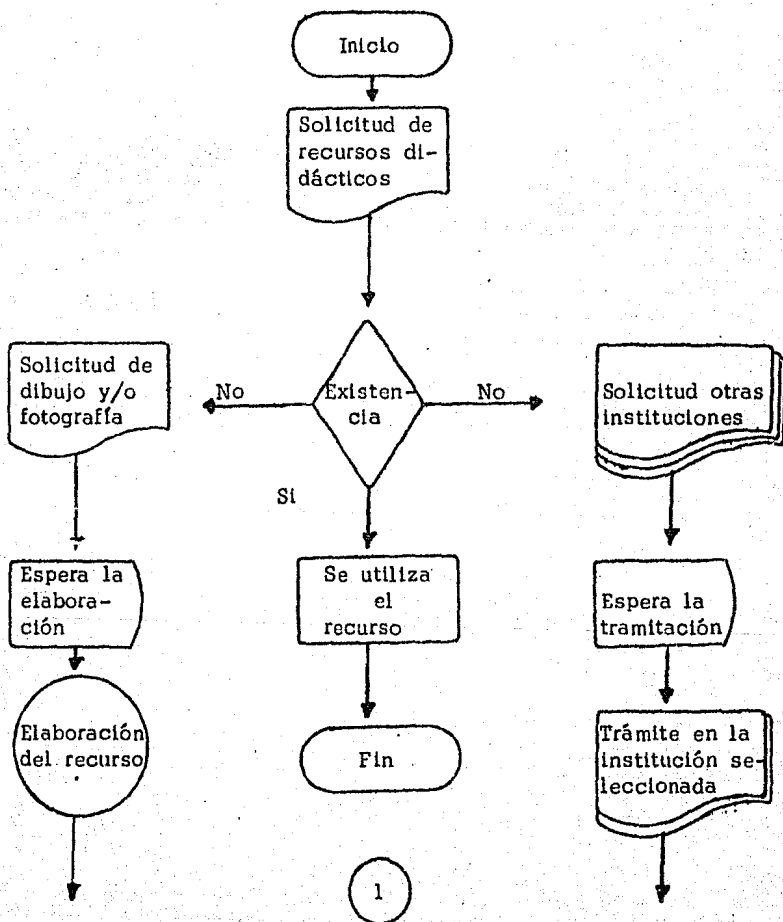 Inicio
Solicitud de
recursos di-
dácticos
Solicitud de
dibujo y/o
fotografía
No
Existen-
cia
No
Solicitud otras
instituciones
Si
Espera la
elabora-
ción
Se utiliza
el
recurso
Espera la
tramitación
Elaboración
del recurso
Fin
Trámite en la
institución se-
leccionada
1